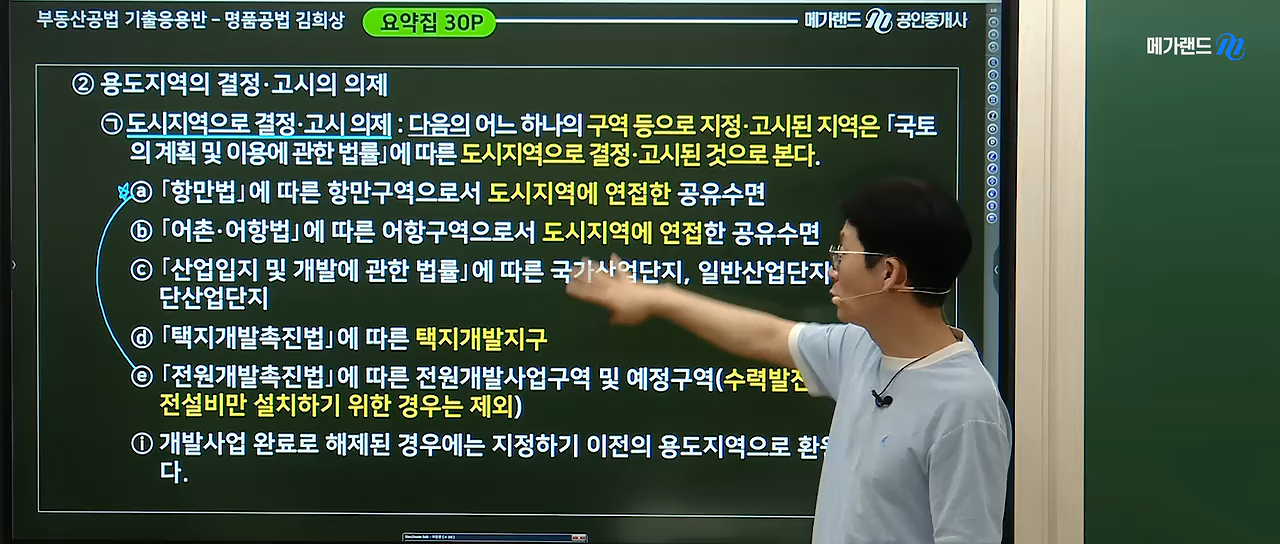 부동산공법 기출응용반 – 명품공법 김희상
요약집 30P
메가랜드 공인중개사
메가랜드
② 용도지역의 결정·고시의 의제
㉠ 도시지역으로 결정·고시 의제 : 다음의 어느 하나의 구역 등으로 지정·고시된 지역은 「국토
의 계획 및 이용에 관한 법률」에 따른 도시지역으로 결정·고시된 것으로 본다.
ⓐ 「항만법」에 따른 항만구역으로서 도시지역에 연접한 공유수면
ⓑ 「어촌·어항법」에 따른 어항구역으로서 도시지역에 연접한 공유수면
ⓒ 「산업입지 및 개발에 관한 법률」에 따른 국가산업단지, 일반산업단지
단산업단지
ⓓ 「택지개발촉진법」에 따른 택지개발지구
ⓔ 「전원개발촉진법」에 따른 전원개발사업구역 및 예정구역(수력발전
전설비만 설치하기 위한 경우는 제외)
ⓘ 개발사업 완료로 해제된 경우에는 지정하기 이전의 용도지역으로
다.